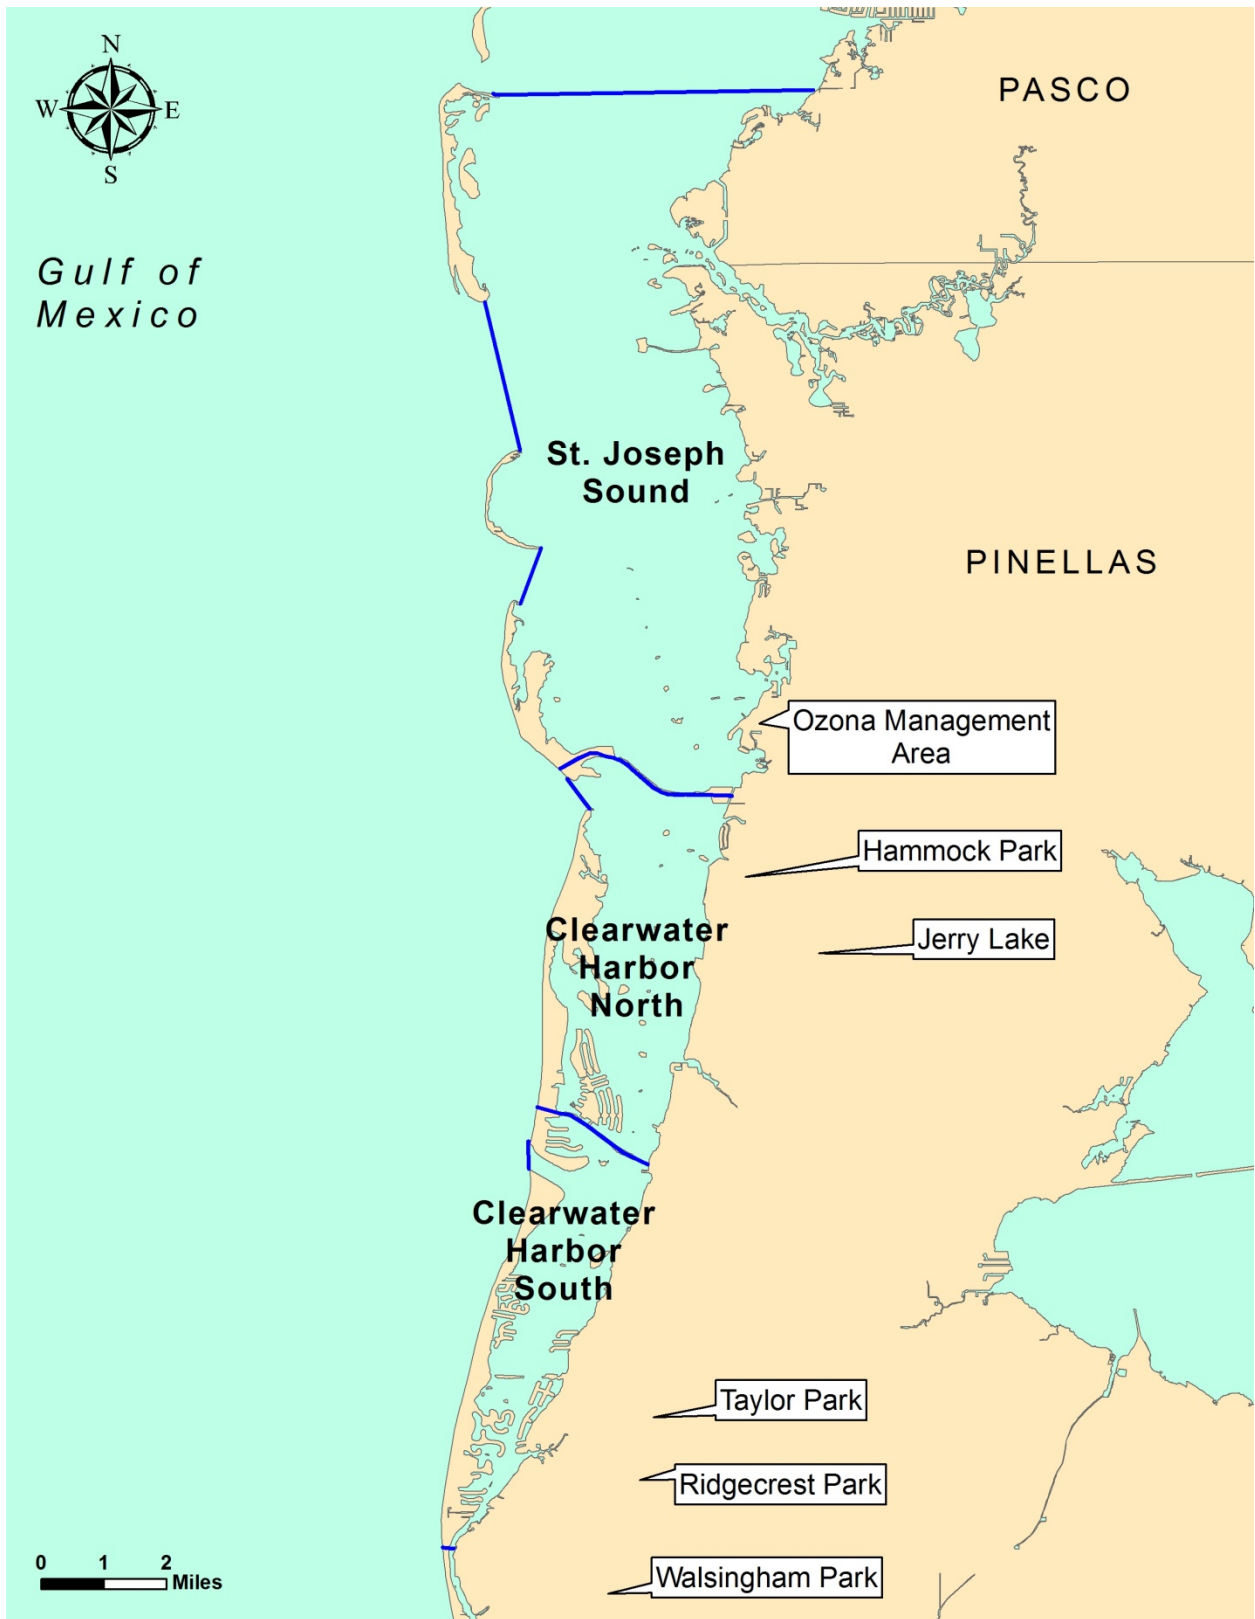 N
W E
S
PASCO
Gulf of
Mexico
St. Joseph
Sound
PINELLAS
Ozona Management
Area
Hammock Park
Clearwater
Harbor
North
Jerry Lake
Clearwater
Harbor
South
Taylor Park
Ridgecrest Park
Walsingham Park
0 1 2
Miles